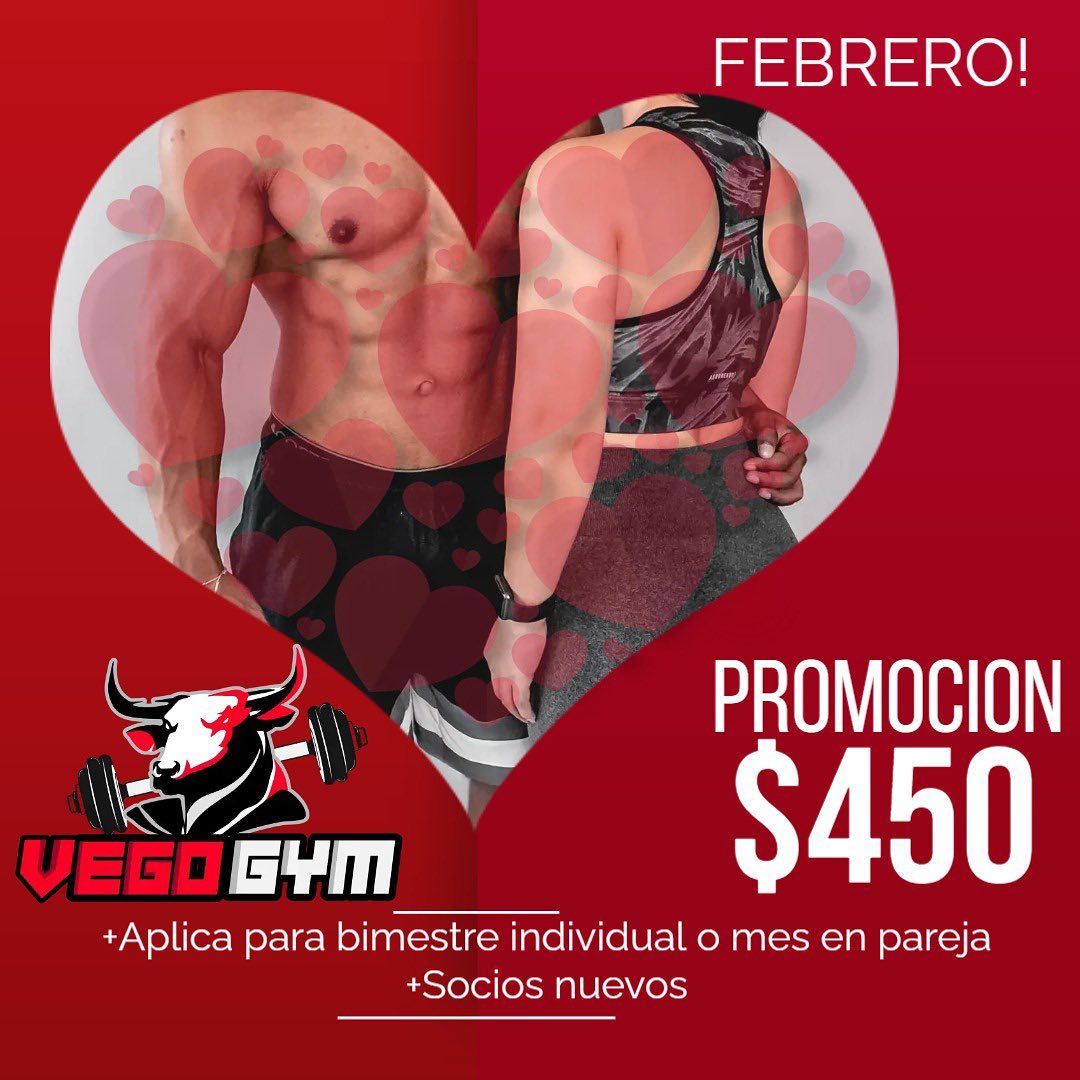 FEBRERO!
PROMOCION
$450
VEGO GYM
+Aplica para bimestre individual o mes en pareja
+Socios nuevos